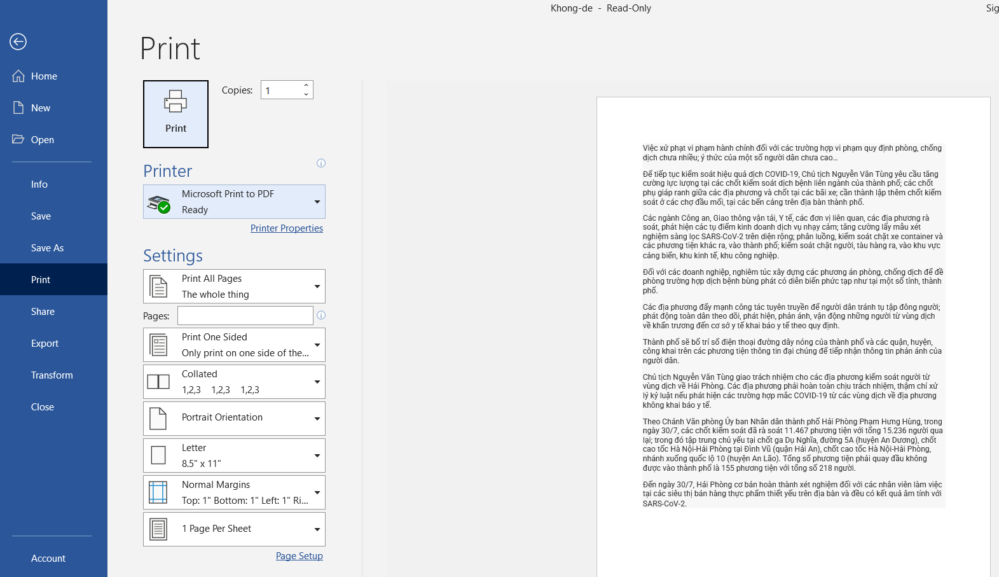 Khong-de - Read-Only
Sig
Print
Home
New
Open
Info
Save
Save As
Print
Share
Export
Transform
Close
Account
Print
Copies: 1
Printer
Microsoft Print to PDF
Ready
Printer Properties
Settings
Print All Pages
The whole thing
Pages:
Print One Sided
Only print on one side of the...
Collated
1,2,3 1,2,3 1,2,3
Portrait Orientation
Letter
8.5" x 11"
Normal Margins
Top: 1" Bottom: 1" Left: 1" Ri...
1 Page Per Sheet
Page Setup
Việc xử phạt vi phạm hành chính đối với các trường hợp vi phạm quy định phòng, chống
dịch chưa nhiều; ý thức của một số người dân chưa cao…
Để tiếp tục kiểm soát hiệu quả dịch COVID-19, Chủ tịch Nguyễn Văn Tùng yêu cầu tăng
cường lực lượng tại các chốt kiểm soát dịch bệnh liên ngành của thành phố; các chốt
phụ giáp ranh giữa các địa phương và chốt tại các bãi xe; cần thành lập thêm chốt kiểm
soát ở các chợ đầu mối, tại các bến cảng trên địa bàn thành phố.
Các ngành Công an, Giao thông vận tải, Y tế, các đơn vị liên quan, các địa phương rà
soát, phát hiện các tụ điểm kinh doanh dịch vụ nhạy cảm; tăng cường lấy mẫu xét
nghiệm sàng lọc SARS-CoV-2 trên diện rộng; phân luồng, kiểm soát chặt xe container và
các phương tiện khác ra, vào thành phố; kiểm soát chặt người, tàu hàng ra, vào khu vực
cảng biển, khu kinh tế, khu công nghiệp.
Đối với các doanh nghiệp, nghiêm túc xây dựng các phương án phòng, chống dịch để đề
phòng trường hợp dịch bệnh bùng phát có diễn biến phức tạp như tại một số tỉnh, thành
phố.
Các địa phương đẩy mạnh công tác tuyên truyền để người dân tránh tụ tập đông người;
phát động toàn dân theo dõi, phát hiện, phản ánh, vận động những người từ vùng dịch
về khẩn trương đến cơ sở y tế khai báo y tế theo quy định.
Thành phố sẽ bố trí số điện thoại đường dây nóng của thành phố và các quận, huyện,
công khai trên các phương tiện thông tin đại chúng để tiếp nhận thông tin phản ánh của
người dân.
Chủ tịch Nguyễn Văn Tùng giao trách nhiệm cho các địa phương kiểm soát người từ
vùng dịch về Hải Phòng. Các địa phương phải hoàn toàn chịu trách nhiệm, thậm chí xử
lý kỷ luật nếu phát hiện các trường hợp mắc COVID-19 từ các vùng dịch về địa phương
không khai báo y tế.
Theo Chánh Văn phòng Ủy ban Nhân dân thành phố Hải Phòng Phạm Hưng Hùng, trong
ngày 30/7, các chốt kiểm soát đã rà soát 11.467 phương tiện với tổng 15.236 người qua
lại; trong đó tập trung chủ yếu tại chốt ga Dụ Nghĩa, đường 5A (huyện An Dương), chốt
cao tốc Hà Nội-Hải Phòng tại Đình Vũ (quận Hải An), chốt cao tốc Hà Nội-Hải Phòng,
nhánh xuống quốc lộ 10 (huyện An Lão). Tổng số phương tiện phải quay đầu không
được vào thành phố là 155 phương tiện với tổng số 218 người.
Đến ngày 30/7, Hải Phòng cơ bản hoàn thành xét nghiệm đối với các nhân viên làm việc
tại các siêu thị bán hàng thực phẩm thiết yếu trên địa bàn và đều có kết quả âm tính với
SARS-CoV-2.